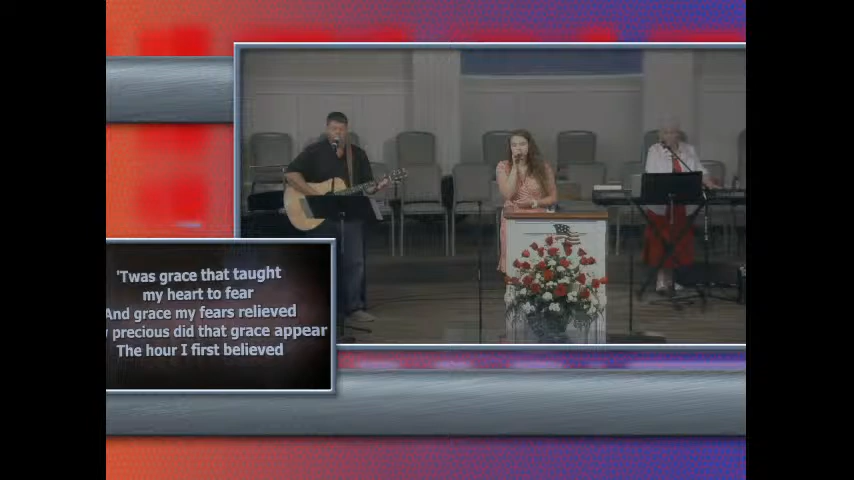 'Twas grace that taught
my heart to fear
And grace my fears relieved
precious did that grace appear
The hour I first believed